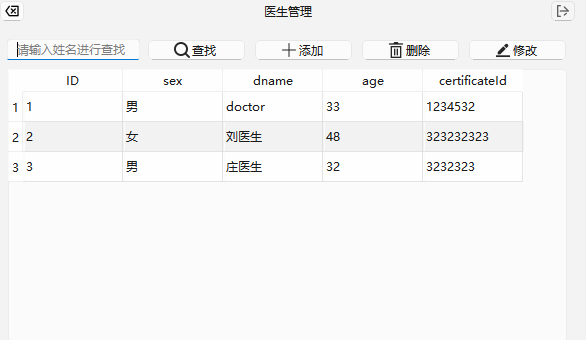 医生管理
请输入姓名进行查找 查找 添加 删除 修改
ID sex dname age certificateId
1 1 男 doctor 33 1234532
2 2 女 刘医生 48 323232323
3 3 男 庄医生 32 3232323